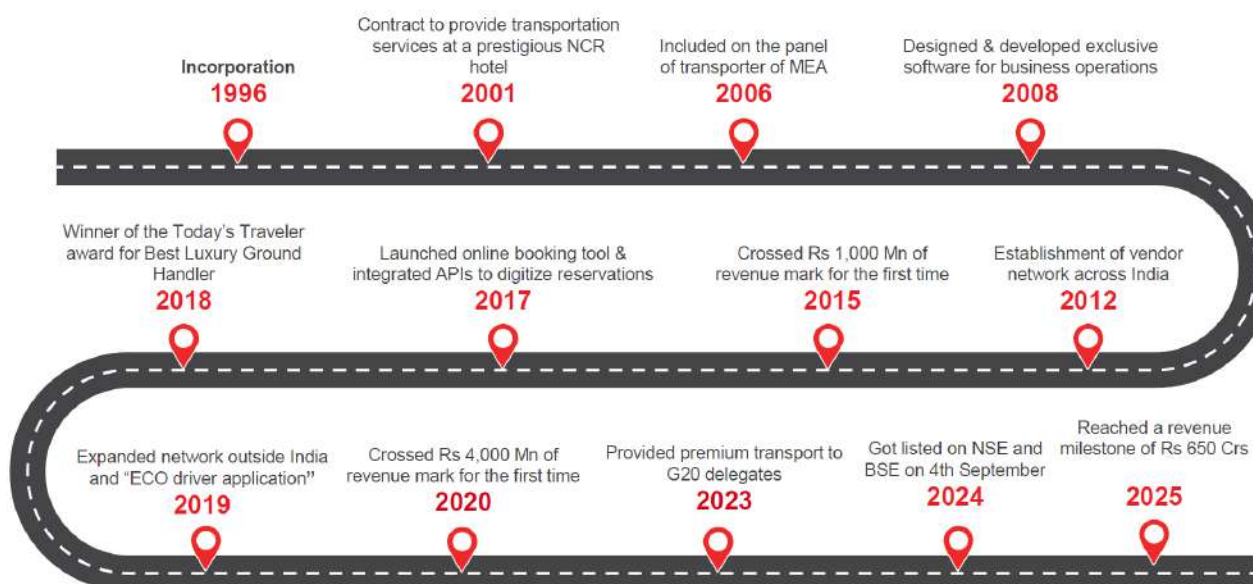 Incorporation
1996
Contract to provide transportation
services at a prestigious NCR
hotel
2001
Included on the panel
of transporter of MEA
2006
Designed & developed exclusive
software for business operations
2008
Establishment of vendor
network across India
2012
Crossed Rs 1,000 Mn of
revenue mark for the first time
2015
Launched online booking tool &
integrated APIs to digitize reservations
2017
Winner of the Today's Traveler
award for Best Luxury Ground
Handler
2018
Expanded network outside India
and “ECO driver application”
2019
Crossed Rs 4,000 Mn of
revenue mark for the first time
2020
Provided premium transport to
G20 delegates
2023
Got listed on NSE and
BSE on 4th September
2024
Reached a revenue
milestone of Rs 650 Crs
2025